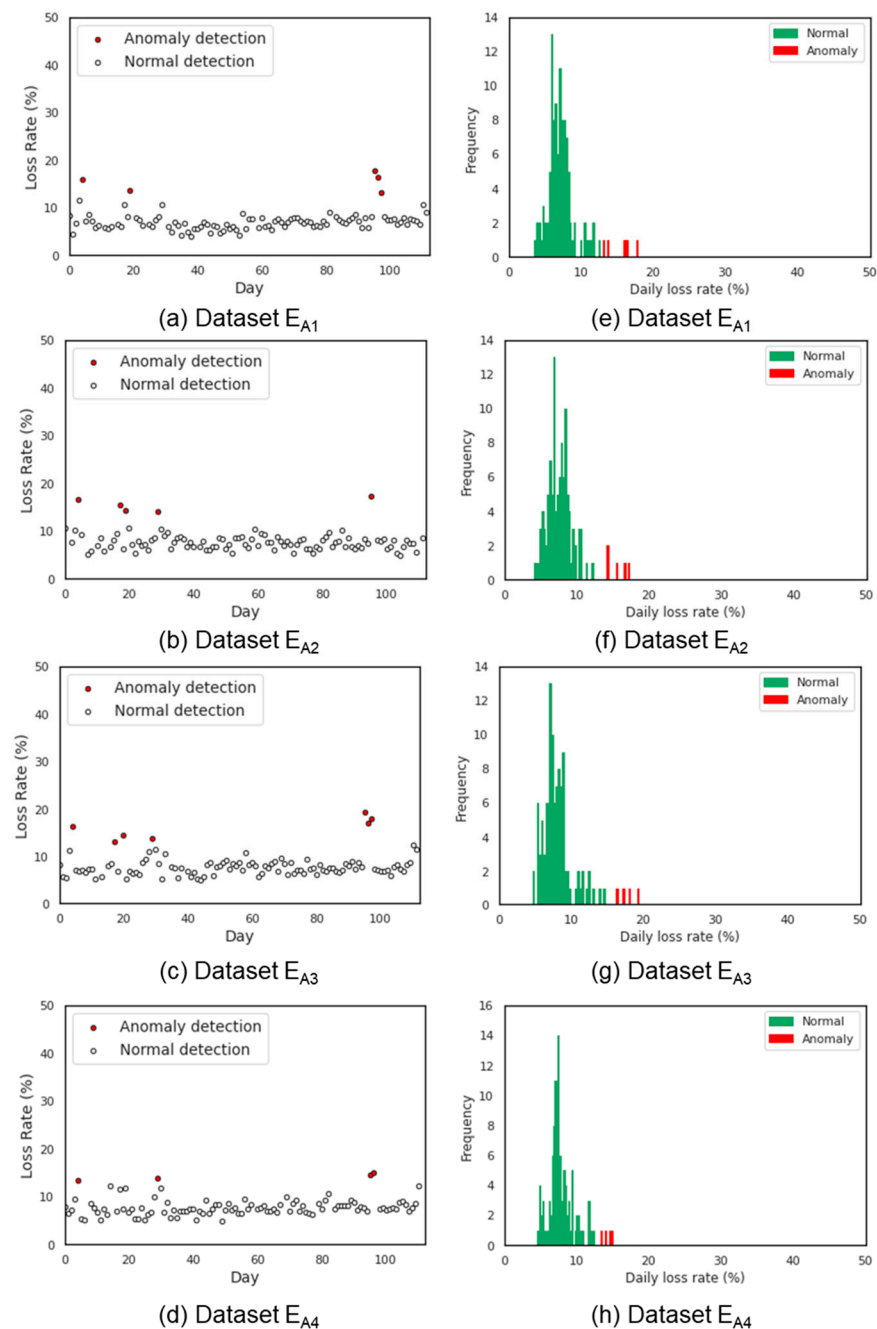 50
40
30
20
10
0
Loss Rate (%)
Anomaly detection
Normal detection
0 20 40 60 80 100
Day
(a) Dataset E_A1
14
12
10
8
6
4
2
0
Frequency
Normal
Anomaly
0 10 20 30 40 50
Daily loss rate (%)
(e) Dataset E_A1
50
40
30
20
10
0
Loss Rate (%)
Anomaly detection
Normal detection
0 20 40 60 80 100
Day
(b) Dataset E_A2
14
12
10
8
6
4
2
0
Frequency
Normal
Anomaly
0 10 20 30 40 50
Daily loss rate (%)
(f) Dataset E_A2
50
40
30
20
10
0
Loss Rate (%)
Anomaly detection
Normal detection
0 20 40 60 80 100
Day
(c) Dataset E_A3
14
12
10
8
6
4
2
0
Frequency
Normal
Anomaly
0 10 20 30 40 50
Daily loss rate (%)
(g) Dataset E_A3
50
40
30
20
10
0
Loss Rate (%)
Anomaly detection
Normal detection
0 20 40 60 80 100
Day
(d) Dataset E_A4
16
14
12
10
8
6
4
2
0
Frequency
Normal
Anomaly
0 10 20 30 40 50
Daily loss rate (%)
(h) Dataset E_A4